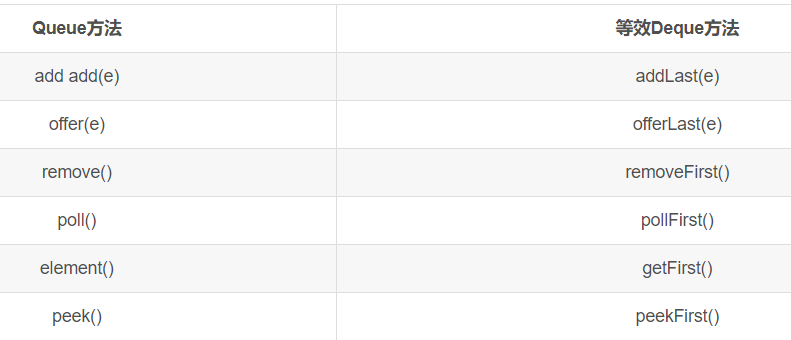 Queue方法 等效Deque方法
add add(e) addLast(e)
offer(e) offerLast(e)
remove() removeFirst()
poll() pollFirst()
element() getFirst()
peek() peekFirst()